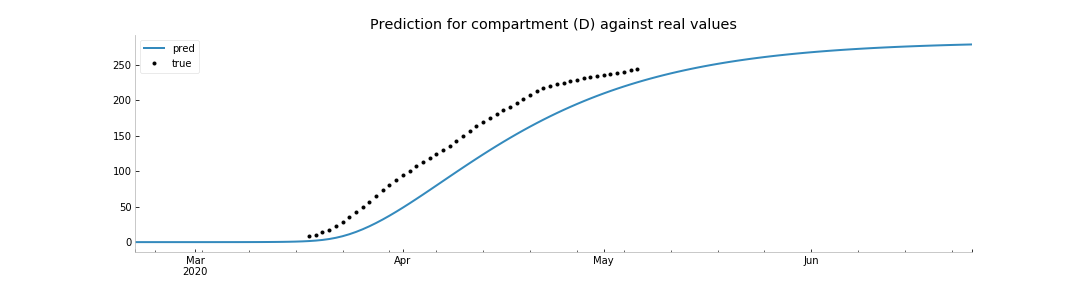 Prediction for compartment (D) against real values
pred
true
250
200
150
100
50
0
Mar
2020
Apr
May
Jun